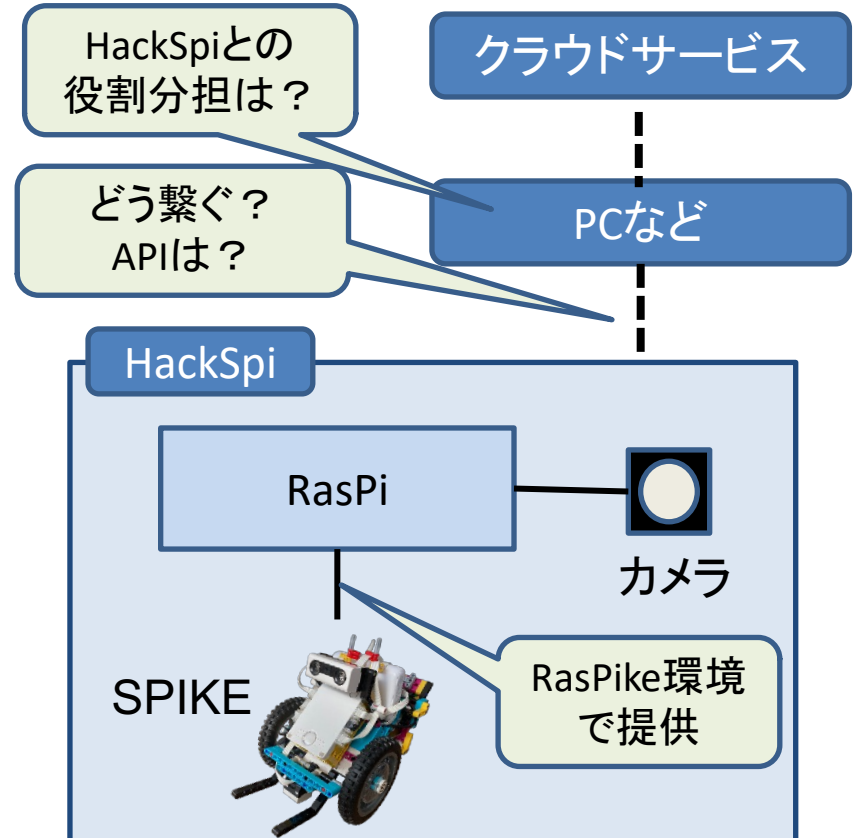 HackSpiとの
役割分担は？
クラウドサービス
どう繋ぐ？
APIは？
PCなど
HackSpi
RasPi
カメラ
SPIKE
RasPike環境
で提供